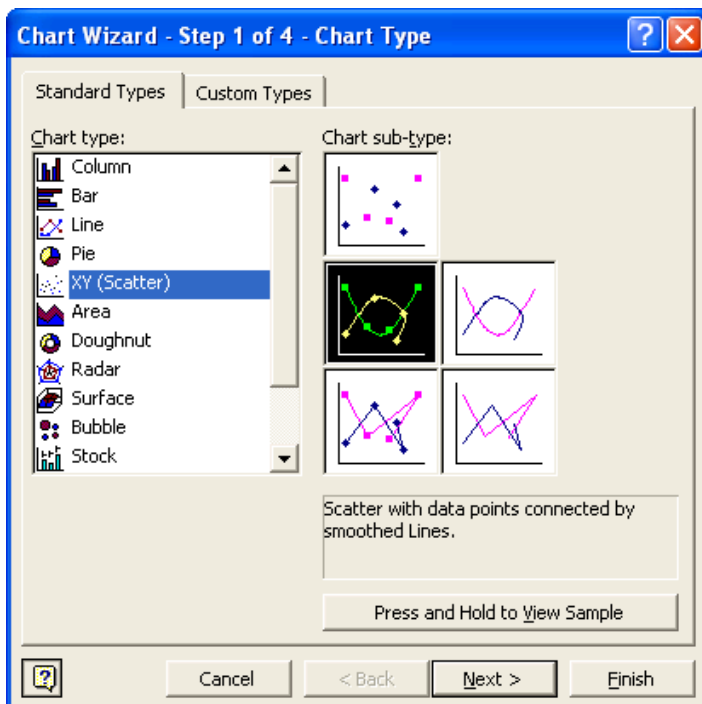 Chart Wizard - Step 1 of 4 - Chart Type
Standard Types
Custom Types
Chart type:
Column
Bar
Line
Pie
XY (Scatter)
Area
Doughnut
Radar
Surface
Bubble
Stock
Chart sub-type:
Scatter with data points connected by
smoothed Lines.
Press and Hold to View Sample
Cancel
< Back
Next >
Finish